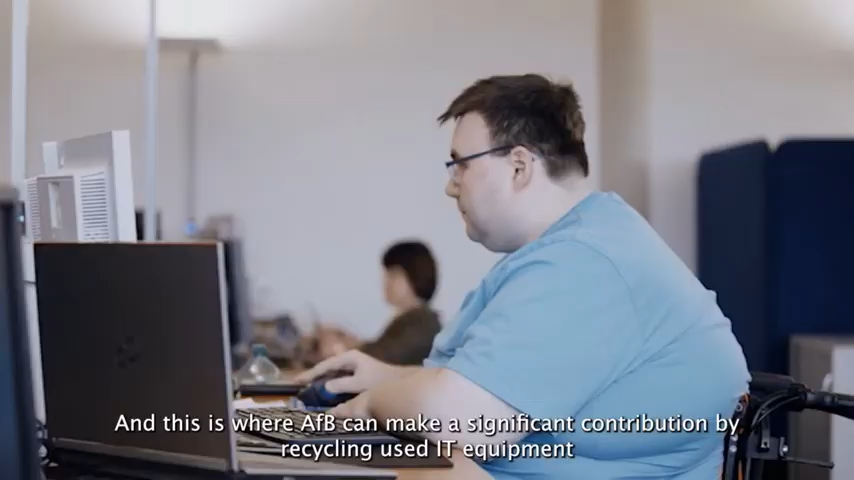 And this is where AfB can make a significant contribution by
recycling used IT equipment